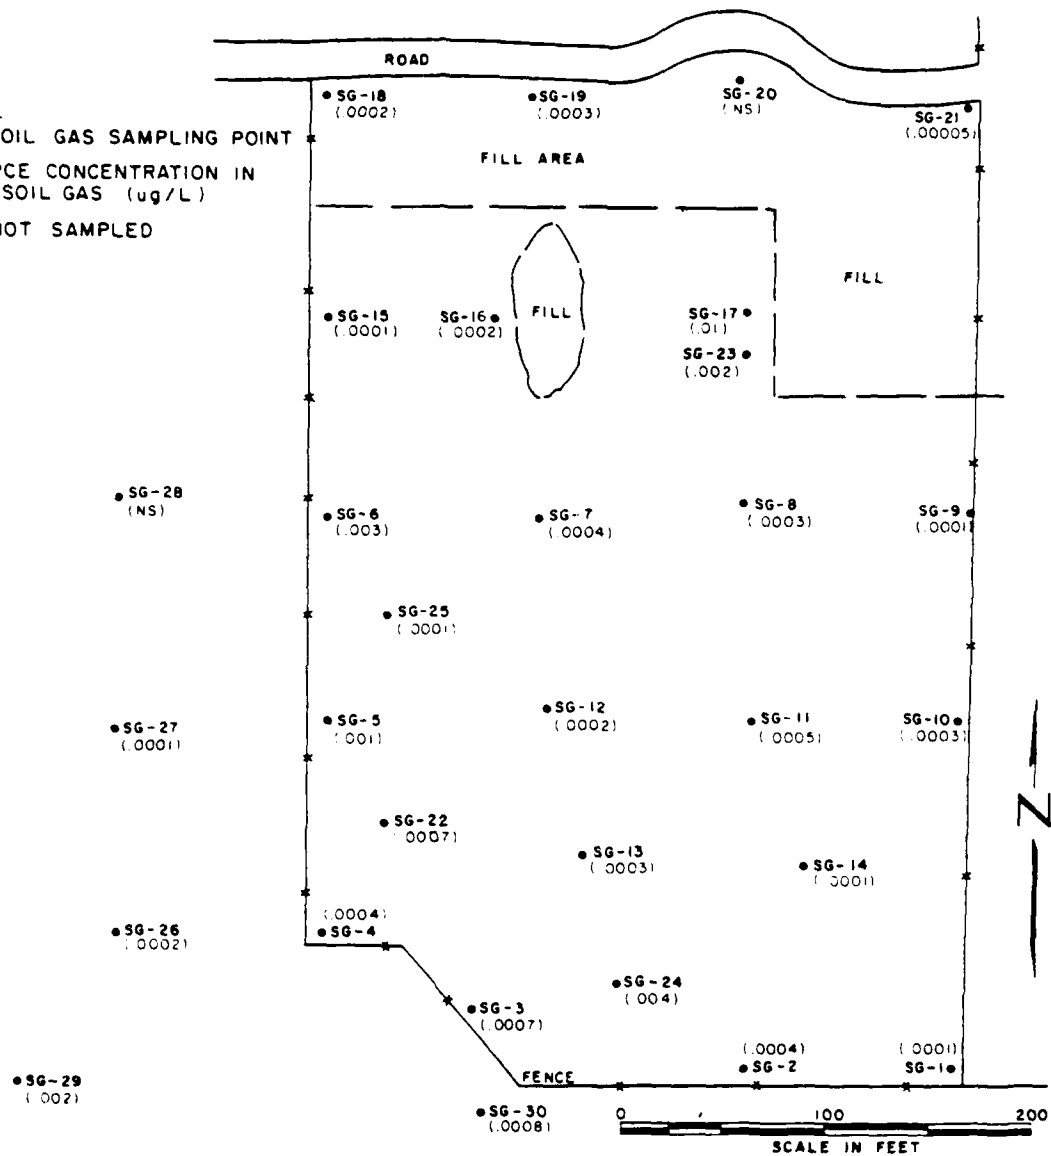 ROAD
SG-18
(.0002)
SG-19
(.0003)
SG-20
(NS)
SG-21
(.00005)
OIL GAS SAMPLING POINT
PCE CONCENTRATION IN
SOIL GAS (ug/L)
NOT SAMPLED
FILL AREA
FILL
FILL
SG-15
(.0001)
SG-16
(.0002)
SG-17
(.01)
SG-23
(.002)
SG-28
(NS)
SG-6
(.003)
SG-7
(.0004)
SG-8
(.0003)
SG-9
(.0001)
SG-25
(.0001)
SG-27
(.0001)
SG-5
(.001)
SG-12
(.0002)
SG-11
(.0005)
SG-10
(.0003)
SG-22
(.0007)
SG-13
(.0003)
SG-14
(.0001)
SG-26
(.0002)
(.0004)
SG-4
SG-24
(.004)
SG-3
(.0007)
(.0004)
SG-2
(.0001)
SG-1
FENCE
SG-29
(.002)
SG-30
(.0008)
0 100 200
SCALE IN FEET
N